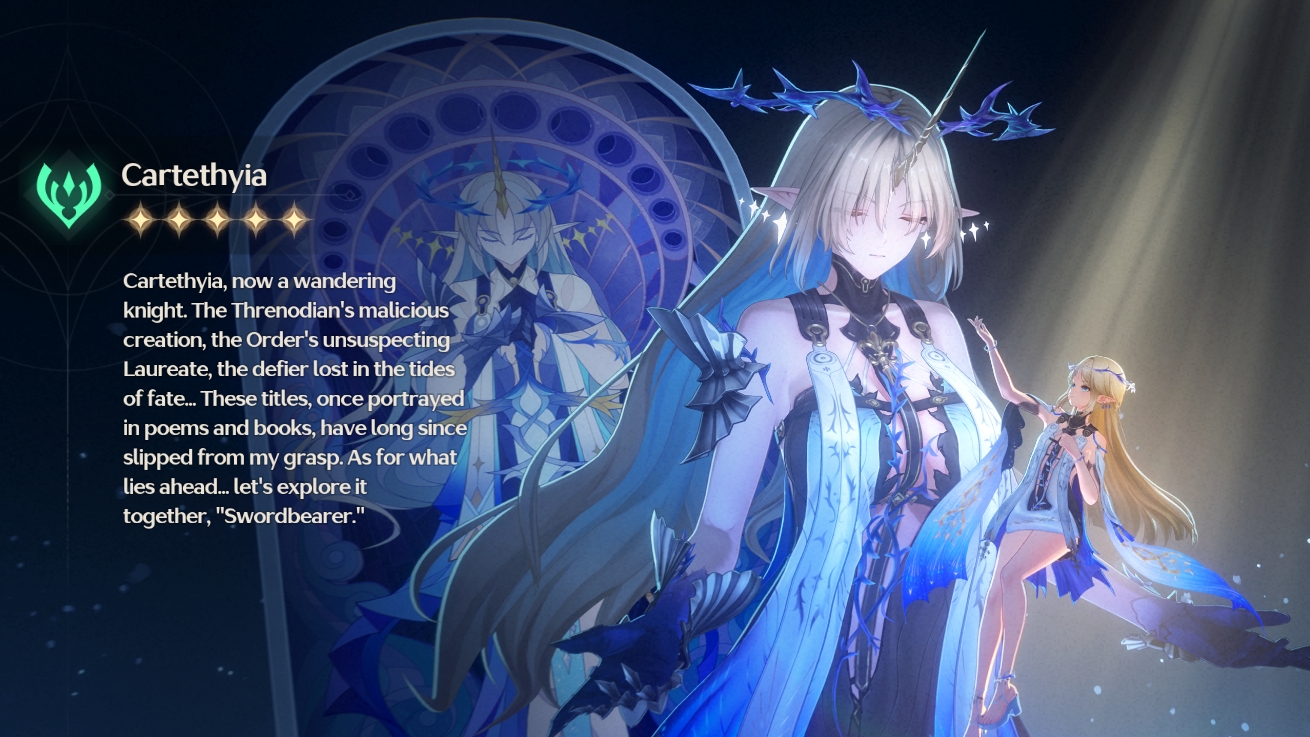 Cartethyia
Cartethyia, now a wandering
knight. The Threnodian's malicious
creation, the Order's unsuspecting
Laureate, the defier lost in the tides
of fate... These titles, once portrayed
in poems and books, have long since
slipped from my grasp. As for what
lies ahead... let's explore it
together, "Swordbearer."